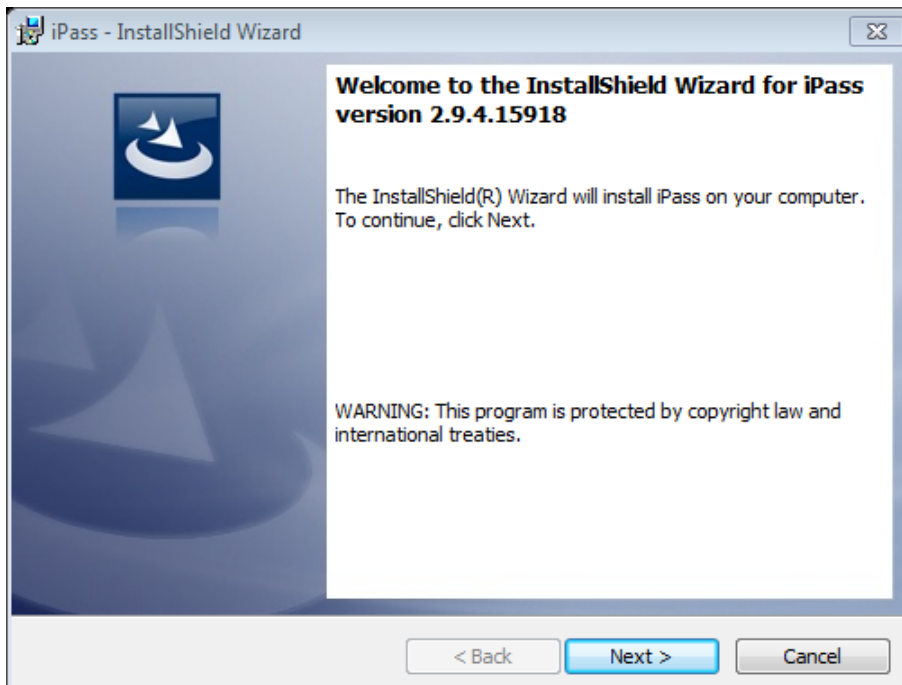 iPass - InstallShield Wizard
Welcome to the InstallShield Wizard for iPass
version 2.9.4.15918
The InstallShield(R) Wizard will install iPass on your computer.
To continue, click Next.
WARNING: This program is protected by copyright law and
international treaties.
< Back Next > Cancel